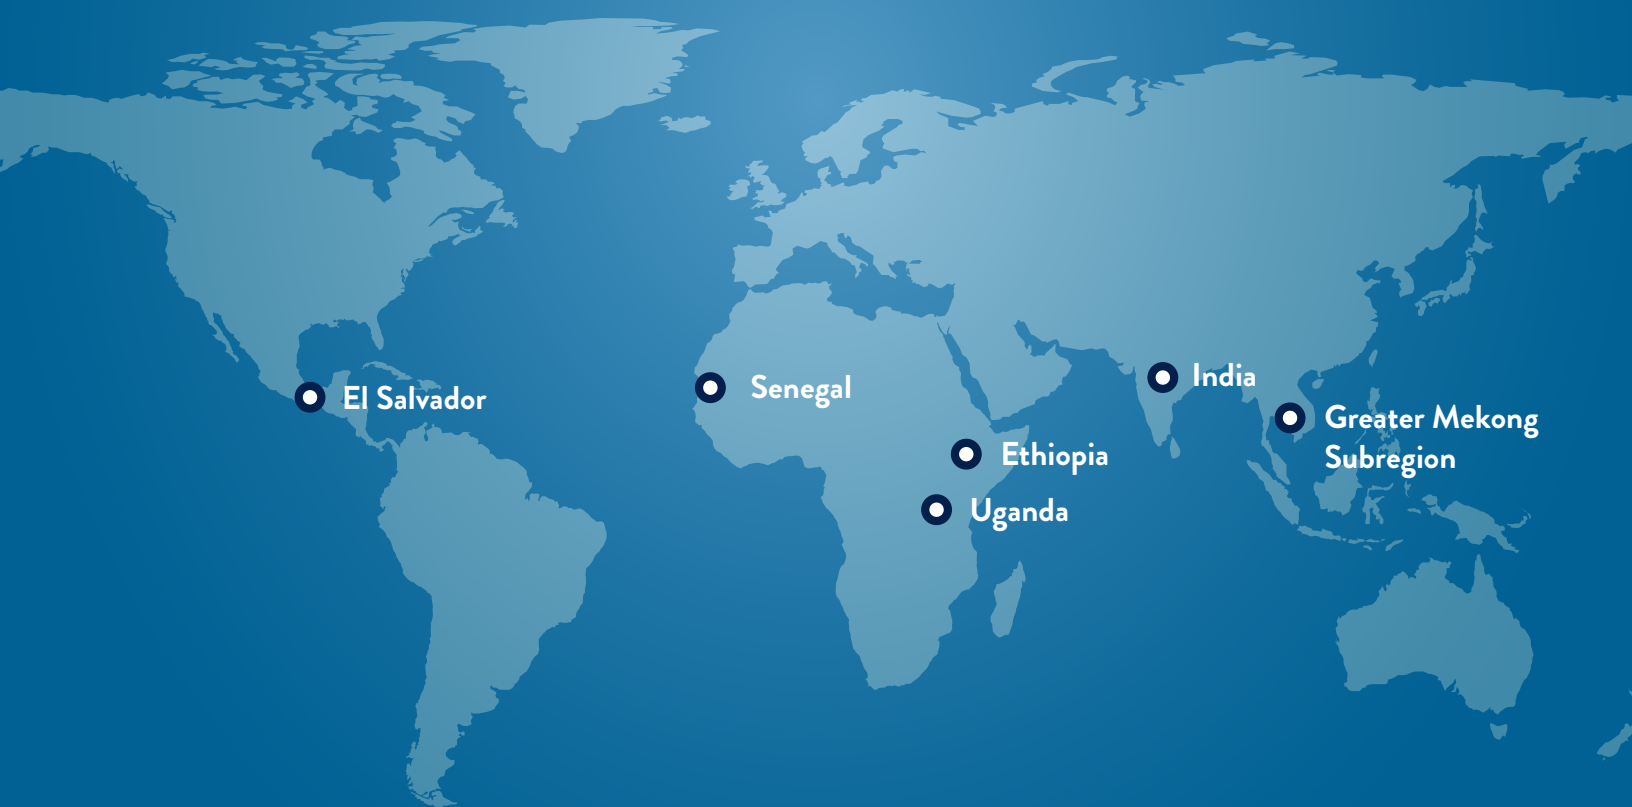 El Salvador
Senegal
India
Greater Mekong
Subregion
Ethiopia
Uganda